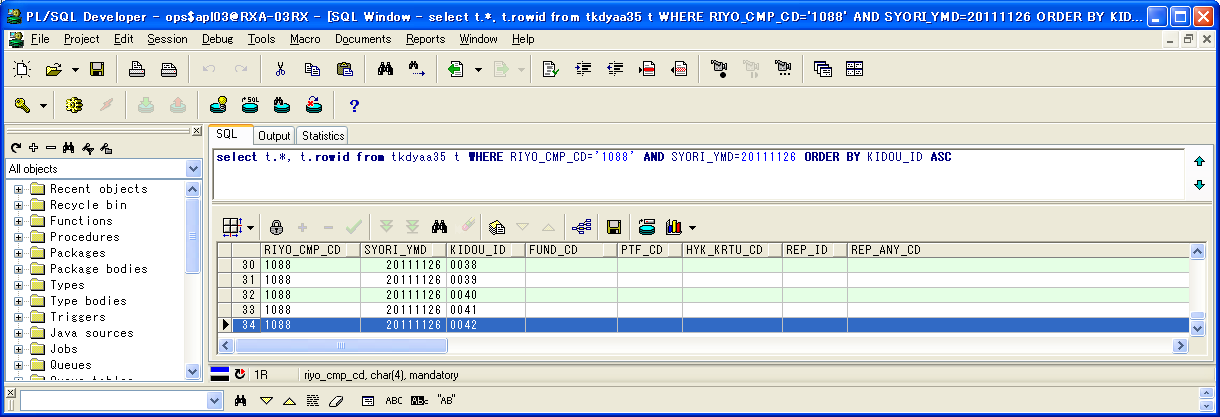 PL/SQL Developer - ops$apl03@RXA-03RX - [SQL Window - select t.*, t.rowid from tkdyaa35 t WHERE RIYO_CMP_CD='1088' AND SYORI_YMD=20111126 ORDER BY KID...
File Project Edit Session Debug Tools Macro Documents Reports Window Help
SQL
SQL Output Statistics
select t.*, t.rowid from tkdyaa35 t WHERE RIYO_CMP_CD='1088' AND SYORI_YMD=20111126 ORDER BY KIDOU_ID ASC
All objects
Recent objects
Recycle bin
Functions
Procedures
Packages
Package bodies
Types
Type bodies
Triggers
Java sources
Jobs
Queues
Queue tables
RIYO_CMP_CD SYORI_YMD KIDOU_ID FUND_CD PTF_CD HYK_KRTU_CD REP_ID REP_ANY_CD
30 1088 20111126 0038
31 1088 20111126 0039
32 1088 20111126 0040
33 1088 20111126 0041
34 1088 20111126 0042
1R riyo_cmp_cd, char(4), mandatory
ABC "AB"